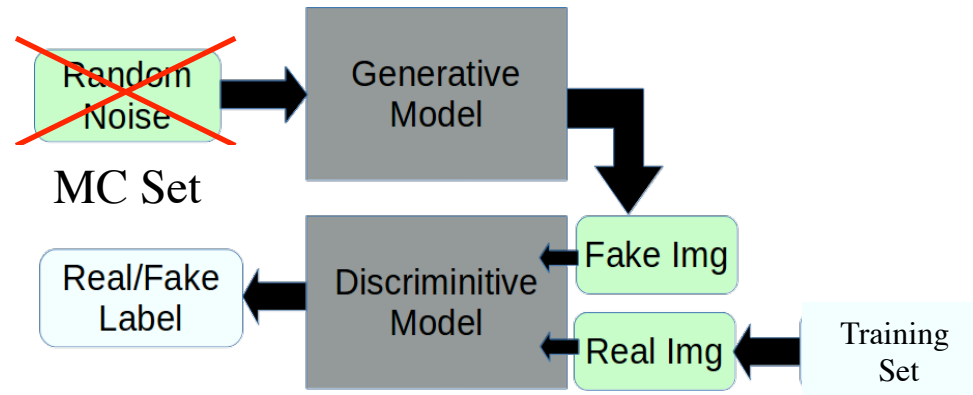 Random
Noise
Generative
Model
MC Set
Fake Img
Real/Fake
Label
Discriminitive
Model
Real Img
Training
Set